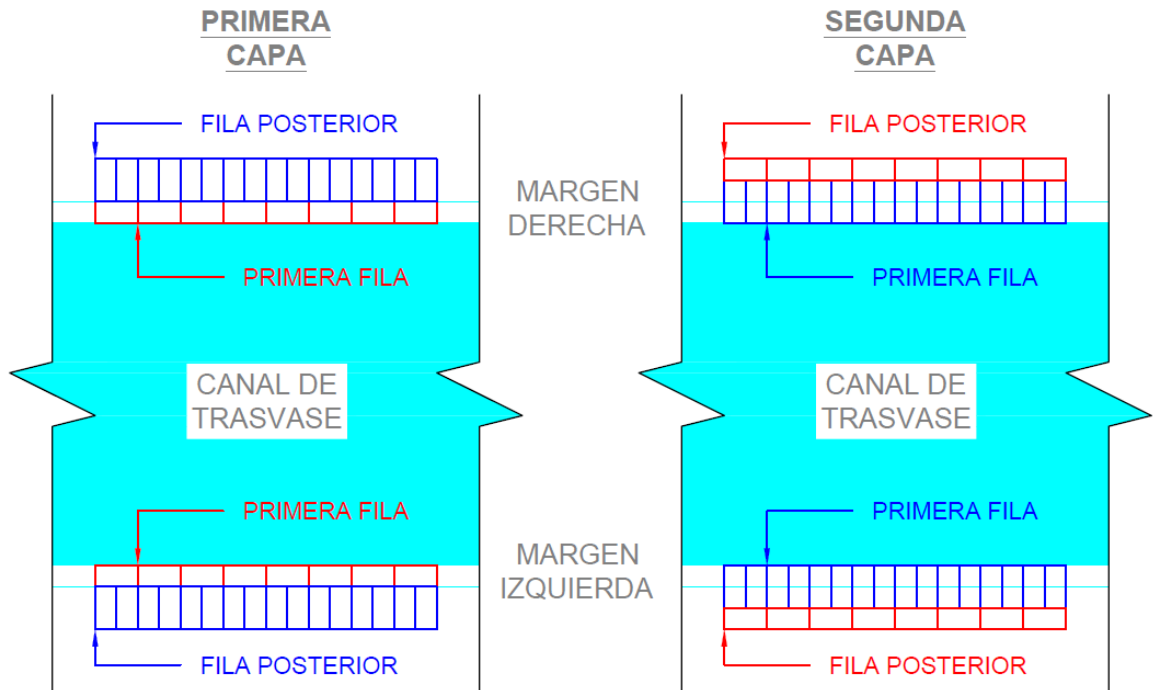 PRIMERA
CAPA
SEGUNDA
CAPA
FILA POSTERIOR
FILA POSTERIOR
MARGEN
DERECHA
PRIMERA FILA
PRIMERA FILA
CANAL DE
TRASVASE
CANAL DE
TRASVASE
PRIMERA FILA
PRIMERA FILA
MARGEN
IZQUIERDA
FILA POSTERIOR
FILA POSTERIOR